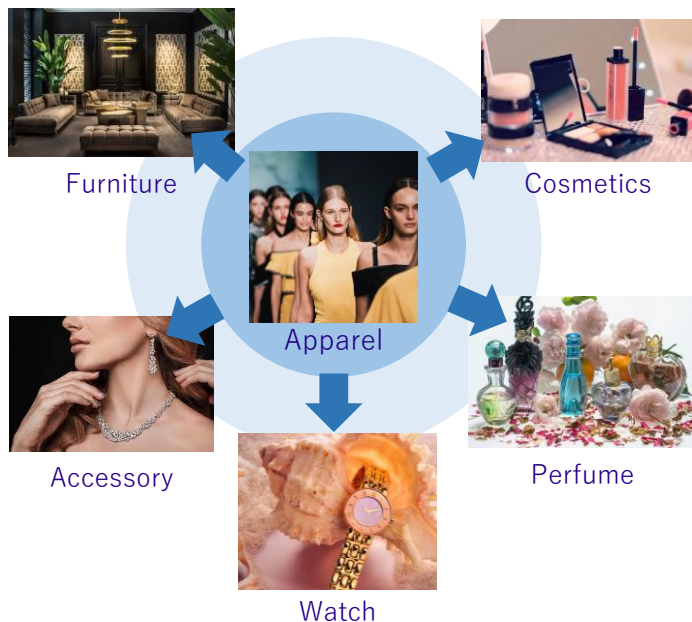 Furniture
Cosmetics
Apparel
Accessory
Perfume
Watch